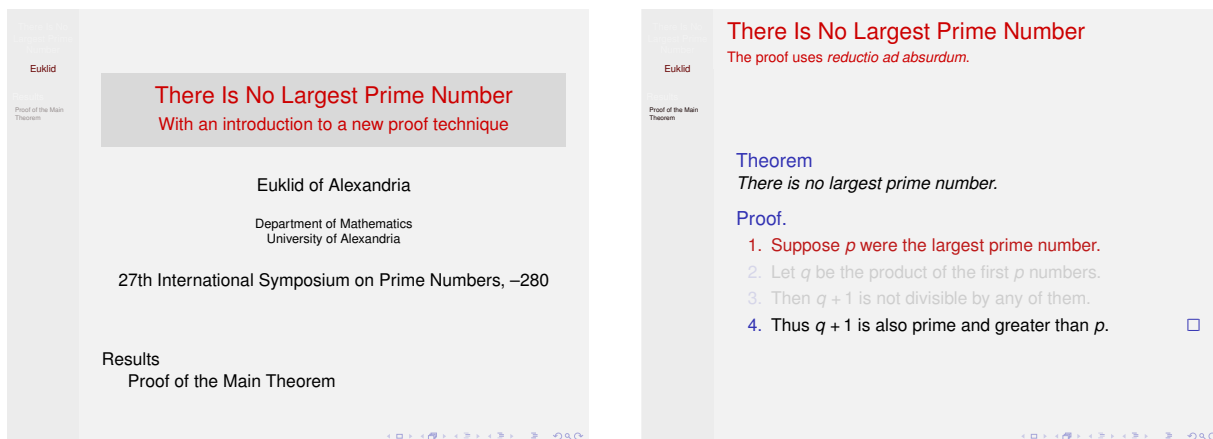 Euklid
Proof of the Main
Theorem
There Is No Largest Prime Number
With an introduction to a new proof technique
Euklid of Alexandria
Department of Mathematics
University of Alexandria
27th International Symposium on Prime Numbers, –280
Results
Proof of the Main Theorem
Euklid
Proof of the Main
Theorem
There Is No Largest Prime Number
The proof uses reductio ad absurdum.
Theorem
There is no largest prime number.
Proof.
1. Suppose p were the largest prime number.
2. Let q be the product of the first p numbers.
3. Then q + 1 is not divisible by any of them.
4. Thus q + 1 is also prime and greater than p. □